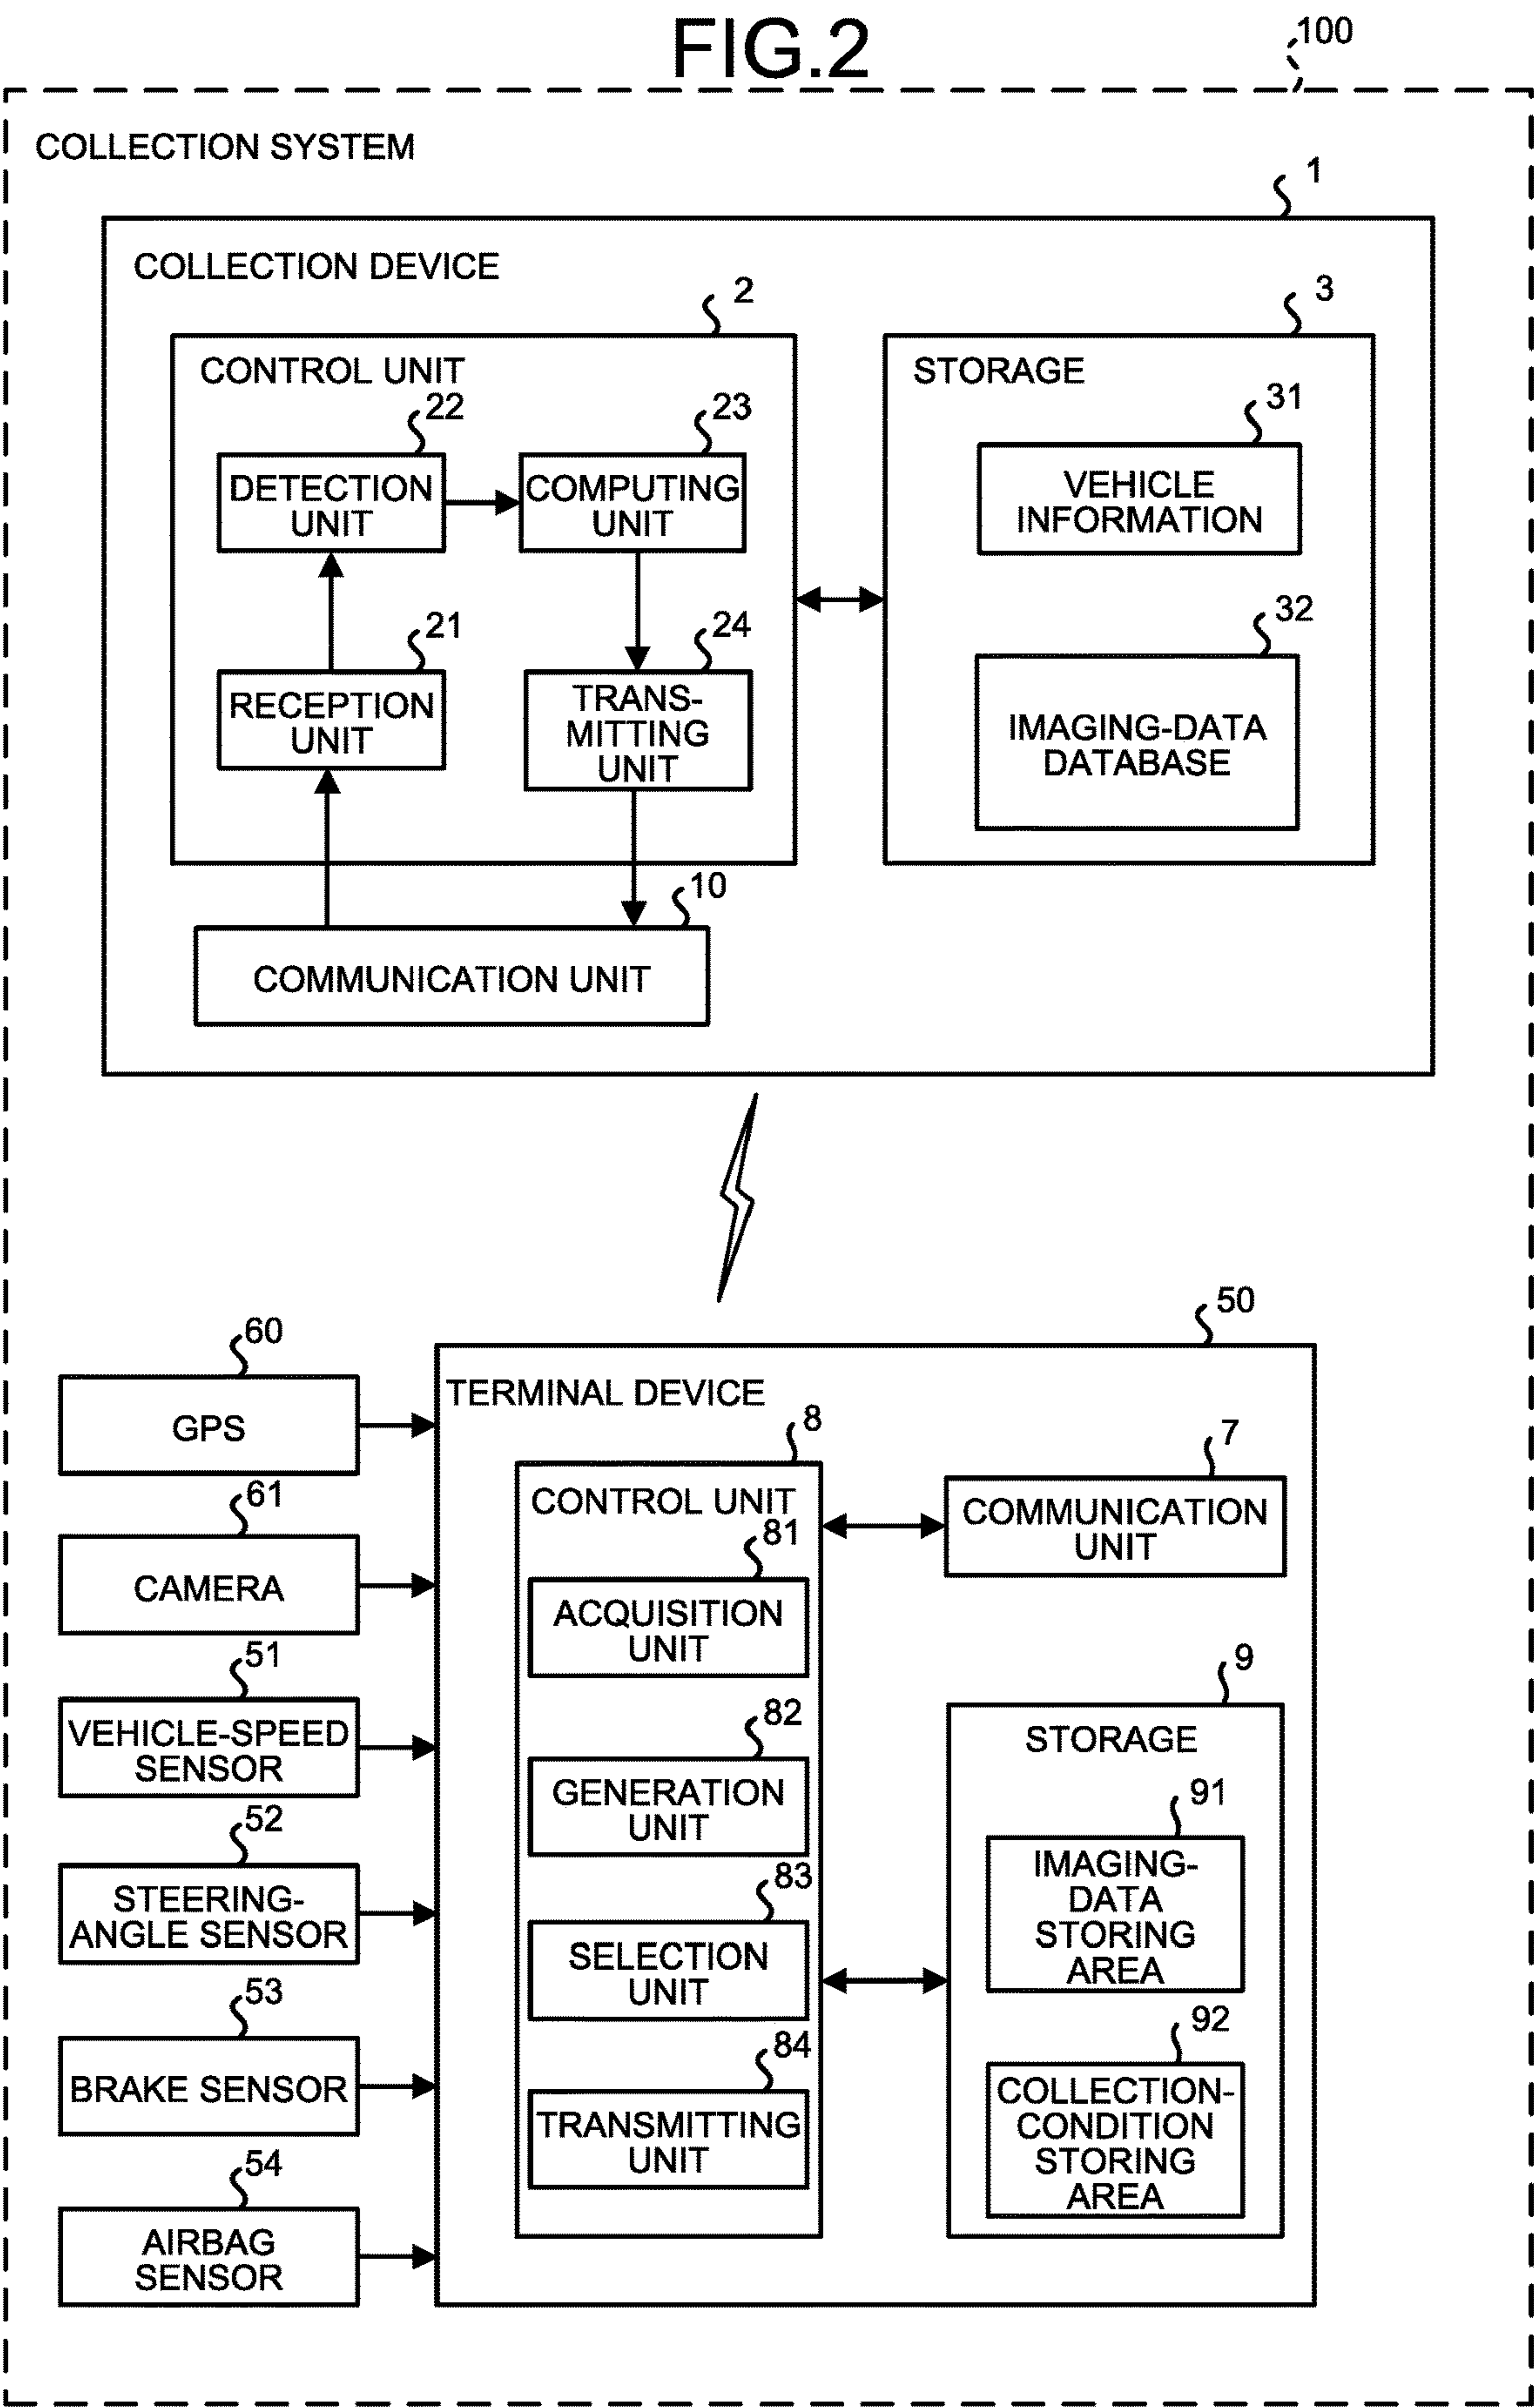 FIG.2
100
COLLECTION SYSTEM
1
COLLECTION DEVICE
2
CONTROL UNIT
22
DETECTION
UNIT
23
COMPUTING
UNIT
21
RECEPTION
UNIT
24
TRANS-
MITTING
UNIT
3
STORAGE
31
VEHICLE
INFORMATION
32
IMAGING-DATA
DATABASE
10
COMMUNICATION UNIT
60
GPS
61
CAMERA
51
VEHICLE-SPEED
SENSOR
52
STEERING-
ANGLE SENSOR
53
BRAKE SENSOR
54
AIRBAG
SENSOR
50
TERMINAL DEVICE
8
CONTROL UNIT
81
ACQUISITION
UNIT
82
GENERATION
UNIT
83
SELECTION
UNIT
84
TRANSMITTING
UNIT
7
COMMUNICATION
UNIT
9
STORAGE
91
IMAGING-
DATA
STORING
AREA
92
COLLECTION-
CONDITION
STORING
AREA